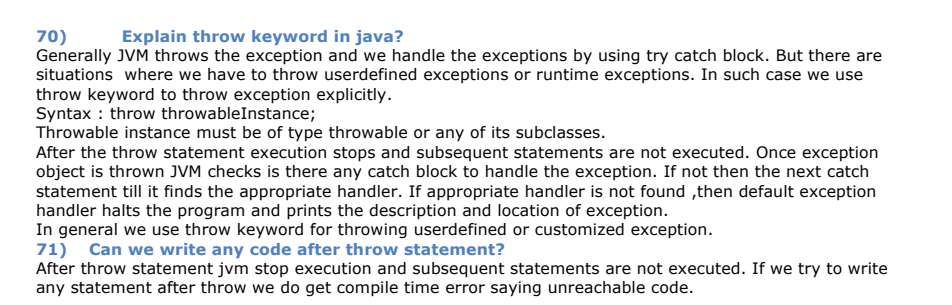 70) Explain throw keyword in java?
Generally JVM throws the exception and we handle the exceptions by using try catch block. But there are
situations where we have to throw userdefined exceptions or runtime exceptions. In such case we use
throw keyword to throw exception explicitly.
Syntax : throw throwableInstance;
Throwable instance must be of type throwable or any of its subclasses.
After the throw statement execution stops and subsequent statements are not executed. Once exception
object is thrown JVM checks is there any catch block to handle the exception. If not then the next catch
statement till it finds the appropriate handler. If appropriate handler is not found ,then default exception
handler halts the program and prints the description and location of exception.
In general we use throw keyword for throwing userdefined or customized exception.
71) Can we write any code after throw statement?
After throw statement jvm stop execution and subsequent statements are not executed. If we try to write
any statement after throw we do get compile time error saying unreachable code.